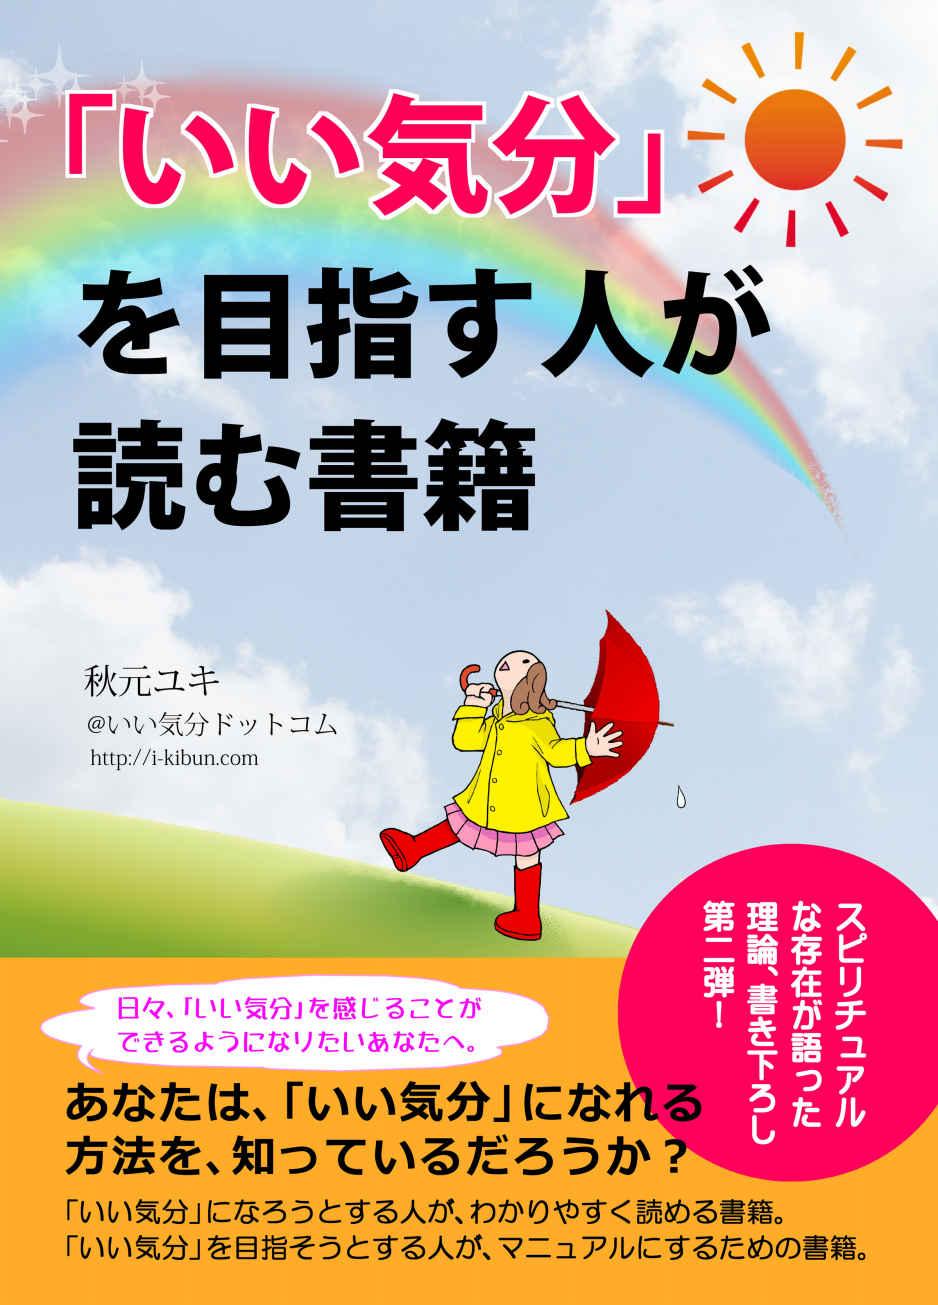 「いい気分」
を目指す人が
読む書籍
秋元ユキ
@いい気分ドットコム
http://i-kibun.com
スピリチュアル
な存在が語った
理論、書き下ろし
第二弾！
日々、「いい気分」を感じることが
できるようになりたいあなたへ。
あなたは、「いい気分」になれる
方法を、知っているだろうか？
「いい気分」になろうとする人が、わかりやすく読める書籍。
「いい気分」を目指そうとする人が、マニュアルにするための書籍。